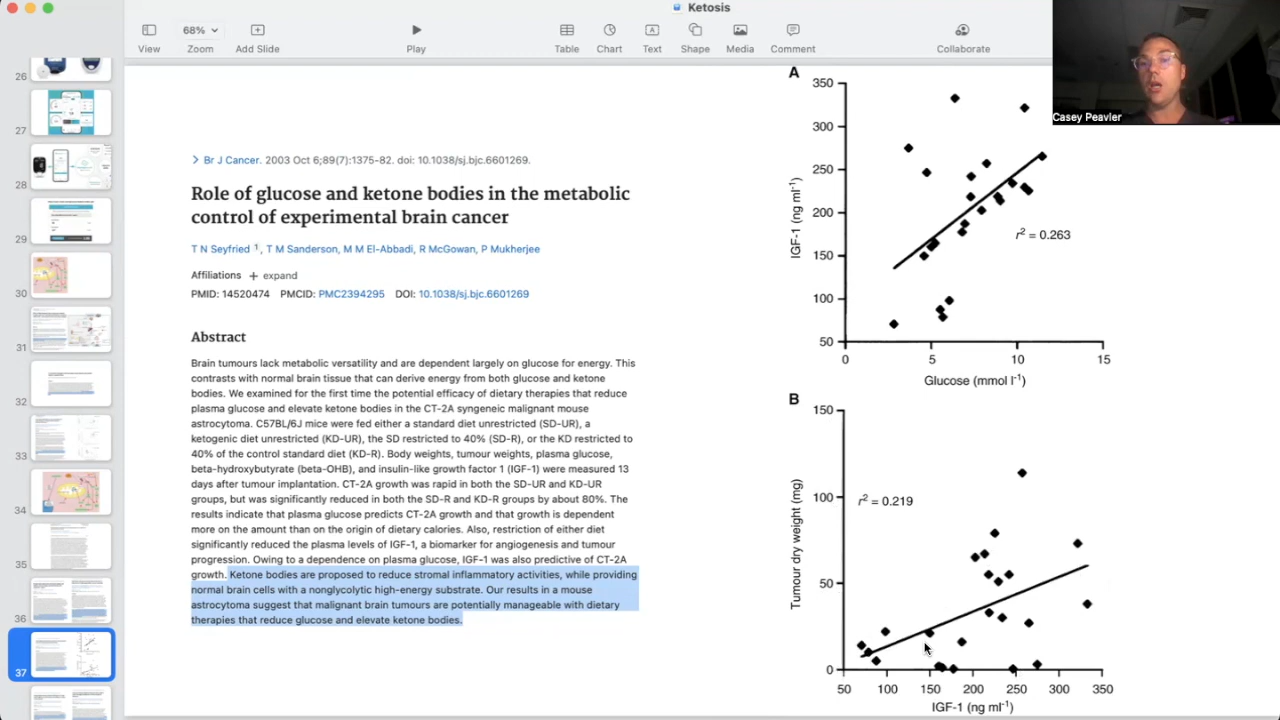 Ketosis
68%
View
Zoom
Add Slide
Play
Table
Chart
Text
Shape
Media
Comment
Collaborate
Casey Peavler
26
27
28
29
30
31
32
33
34
35
36
37
Br J Cancer. 2003 Oct 6;89(7):1375-82. doi: 10.1038/sj.bjc.6601269.
Role of glucose and ketone bodies in the metabolic
control of experimental brain cancer
T N Seyfried 1, T M Sanderson, M M El-Abbadi, R McGowan, P Mukherjee
Affiliations + expand
PMID: 14520474 PMCID: PMC2394295 DOI: 10.1038/sj.bjc.6601269
Abstract
Brain tumours lack metabolic versatility and are dependent largely on glucose for energy. This
contrasts with normal brain tissue that can derive energy from both glucose and ketone
bodies. We examined for the first time the potential efficacy of dietary therapies that reduce
plasma glucose and elevate ketone bodies in the CT-2A syngeneic malignant mouse
astrocytoma. C57BL/6J mice were fed either a standard diet unrestricted (SD-UR), a
ketogenic diet unrestricted (KD-UR), the SD restricted to 40% (SD-R), or the KD restricted to
40% of the control standard diet (KD-R). Body weights, tumour weights, plasma glucose,
beta-hydroxybutyrate (beta-OHB), and insulin-like growth factor 1 (IGF-1) were measured 13
days after tumour implantation. CT-2A growth was rapid in both the SD-UR and KD-UR
groups, but was significantly reduced in both the SD-R and KD-R groups by about 80%. The
results indicate that plasma glucose predicts CT-2A growth and that growth is dependent
more on the amount than on the origin of dietary calories. Also, restriction of either diet
significantly reduced the plasma levels of IGF-1, a biomarker for angiogenesis and tumour
progression. Owing to a dependence on plasma glucose, IGF-1 was also predictive of CT-2A
growth. Ketone bodies are proposed to reduce stromal inflammatory activities, while providing
normal brain cells with a nonglycolytic high-energy substrate. Our results in a mouse
astrocytoma suggest that malignant brain tumours are potentially manageable with dietary
therapies that reduce glucose and elevate ketone bodies.
A
350
300
250
200
150
100
50
IGF-1 (ng ml-1)
r2 = 0.263
0 5 10 15
Glucose (mmol l-1)
B
150
100
50
0
Tumour dry weight (mg)
r2 = 0.219
50 100 150 200 250 300 350
IGF-1 (ng ml-1)